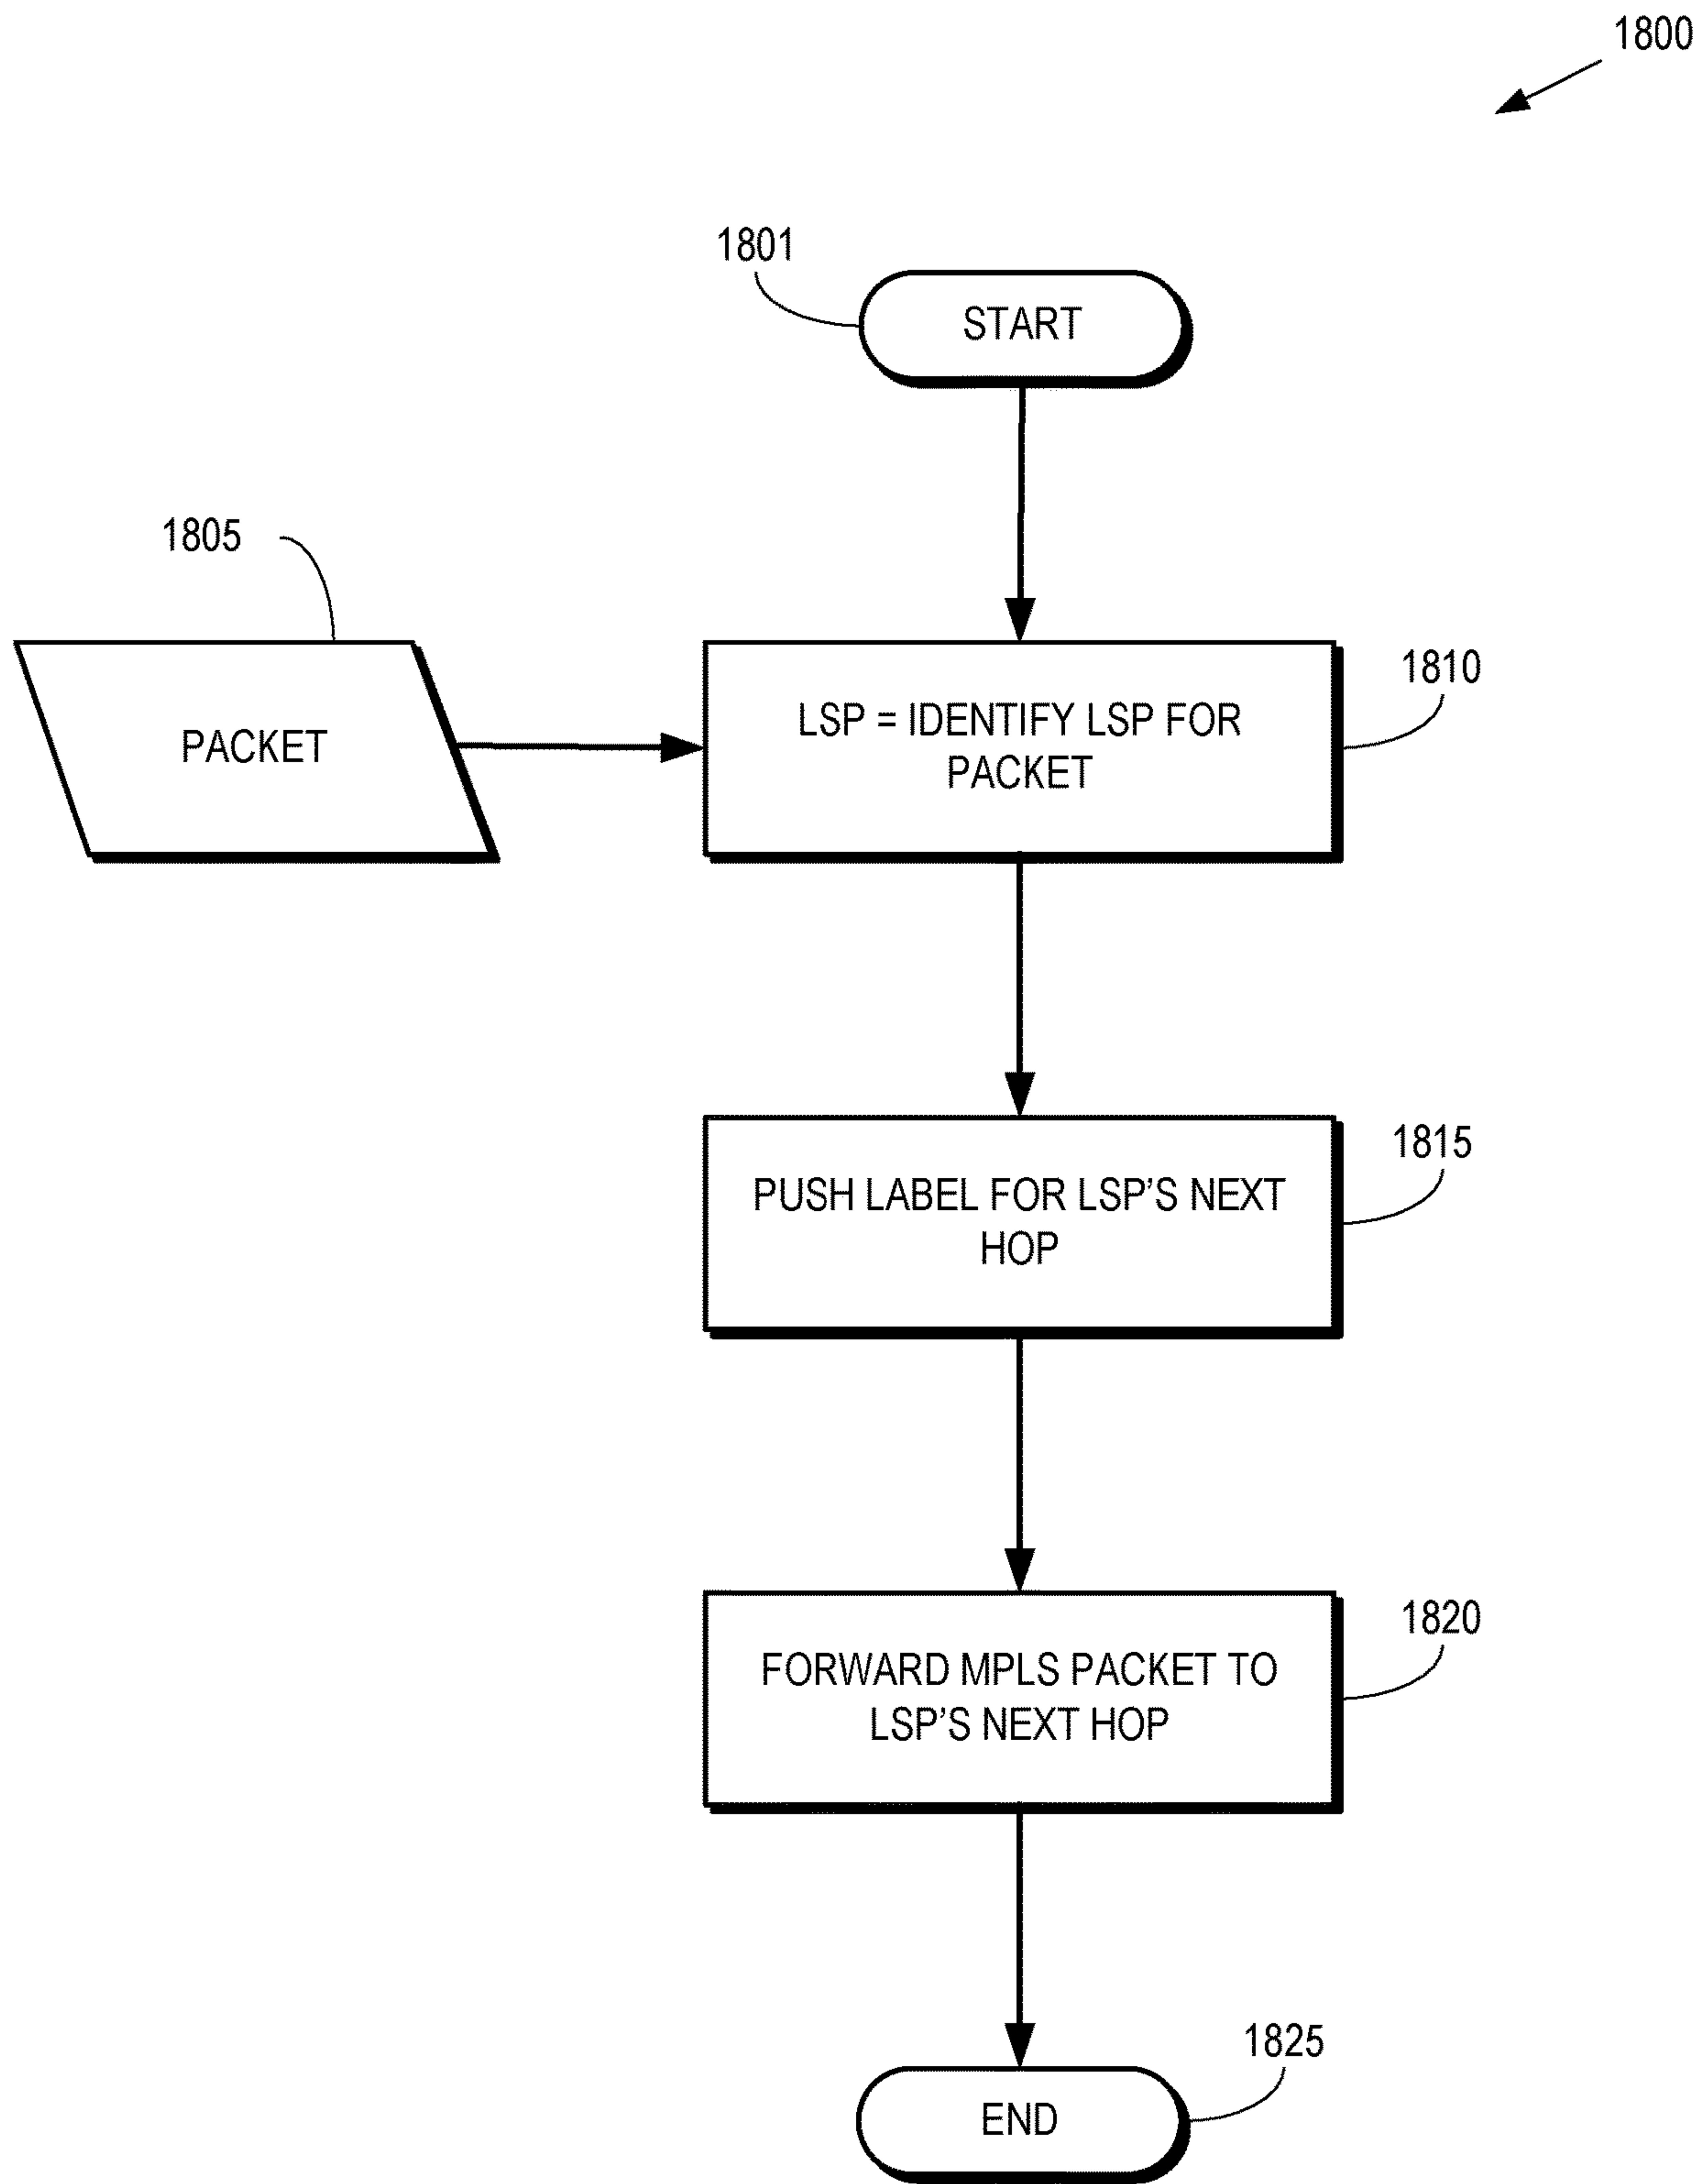 1800
1801
START
1805
PACKET
1810
LSP = IDENTIFY LSP FOR
PACKET
1815
PUSH LABEL FOR LSP'S NEXT
HOP
1820
FORWARD MPLS PACKET TO
LSP'S NEXT HOP
1825
END